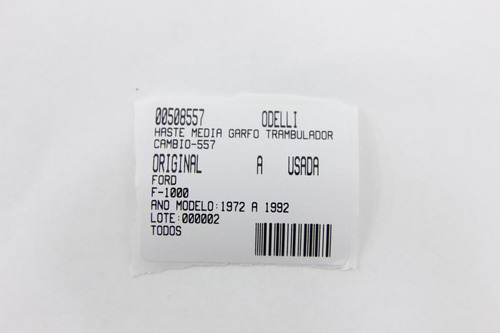 00508557 ODELLI
HASTE MEDIA GARFO TRAMBULADOR
CAMBIO-557
ORIGINAL A USADA
FORD
F-1000
ANO MODELO:1972 A 1992
LOTE:000002
TODOS